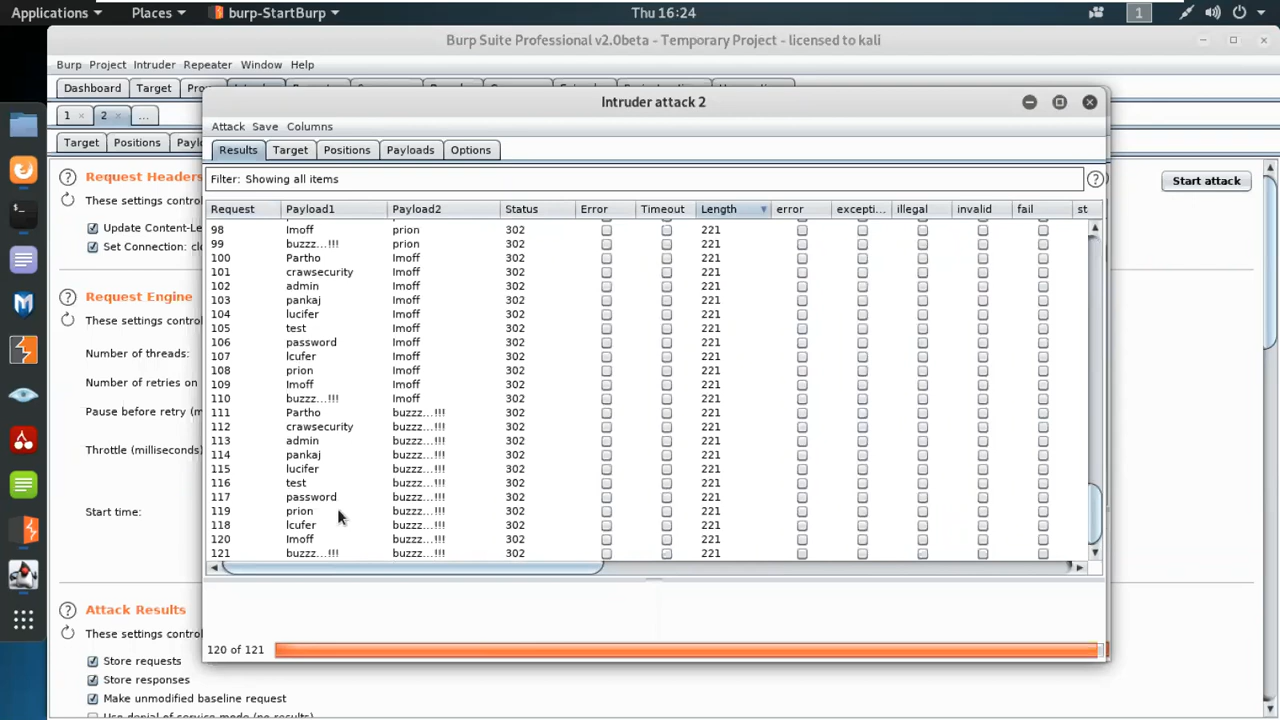 Applications Places burp-StartBurp Thu 16:24 1
Burp Suite Professional v2.0beta - Temporary Project - licensed to kali
Burp Project Intruder Repeater Window Help
Dashboard Target
Intruder attack 2
1 × 2 × ...
Attack Save Columns
Target Positions
Results Target Positions Payloads Options
? Request Headers
Filter: Showing all items ?
Start attack
These settings control
Request Payload1 Payload2 Status Error Timeout Length error excepti... illegal invalid fail st
Update Content-Le
98 lmoff prion 302 221
Set Connection: clo
99 buzzz...!!! prion 302 221
100 Partho lmoff 302 221
101 crawsecurity lmoff 302 221
102 admin lmoff 302 221
? Request Engine
103 pankaj lmoff 302 221
104 lucifer lmoff 302 221
These settings control
105 test lmoff 302 221
106 password lmoff 302 221
Number of threads:
107 lcufer lmoff 302 221
108 prion lmoff 302 221
Number of retries on
109 lmoff lmoff 302 221
Pause before retry (m
110 buzzz...!!! lmoff 302 221
111 Partho buzzz...!!! 302 221
112 crawsecurity buzzz...!!! 302 221
113 admin buzzz...!!! 302 221
Throttle (milliseconds)
114 pankaj buzzz...!!! 302 221
115 lucifer buzzz...!!! 302 221
116 test buzzz...!!! 302 221
117 password buzzz...!!! 302 221
Start time:
119 prion buzzz...!!! 302 221
118 lcufer buzzz...!!! 302 221
120 lmoff buzzz...!!! 302 221
121 buzzz...!!! buzzz...!!! 302 221
? Attack Results
These settings control
120 of 121
Store requests
Store responses
Make unmodified baseline request
Use denial-of-service mode (no results)